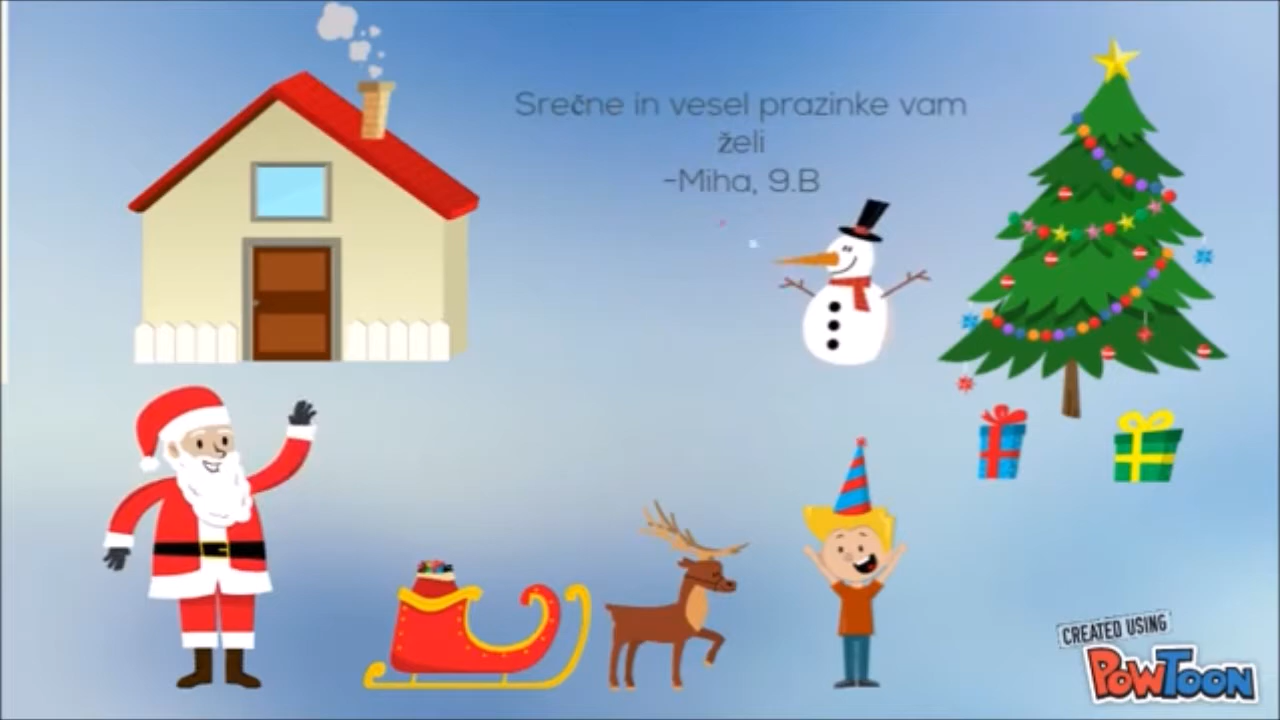 Srečne in vesel prazinke vam
želi
-Miha, 9.B
CREATED USING
POWTOON